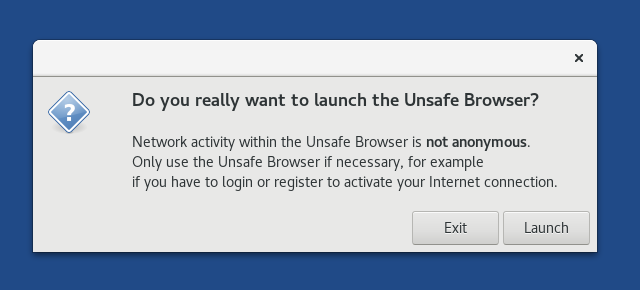 Do you really want to launch the Unsafe Browser?
Network activity within the Unsafe Browser is not anonymous.
Only use the Unsafe Browser if necessary, for example
if you have to login or register to activate your Internet connection.
Exit Launch